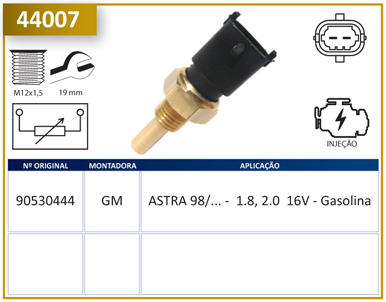 44007
M12x1,5
19 mm
INJEÇÃO
Nº ORIGINAL MONTADORA APLICAÇÃO
90530444 GM ASTRA 98/... - 1.8, 2.0 16V - Gasolina